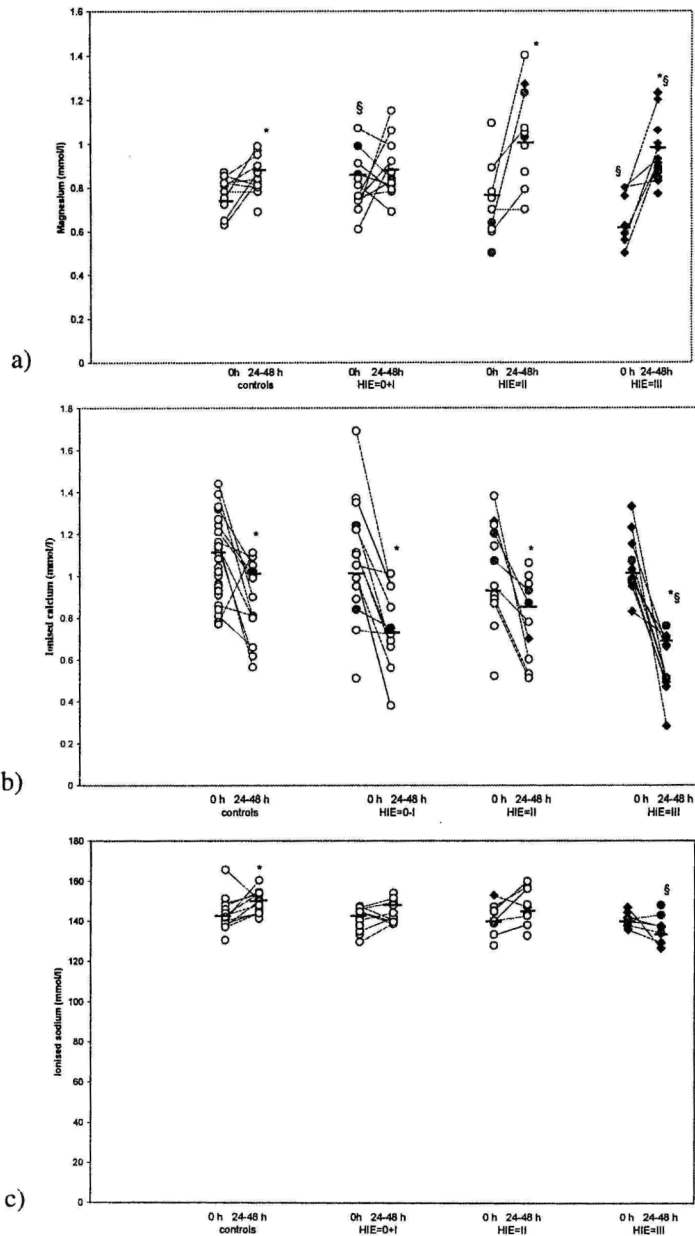 1.6
1.4
1.2
1
0.8
0.6
0.4
0.2
0
Magnesium (mmol/l)
*
§
*
*§
§
a)
0h 24-48 h
controls
0h 24-48h
HIE=0+I
0h 24-48h
HIE=II
0 h 24-48 h
HIE=III
1.8
1.6
1.4
1.2
1
0.8
0.6
0.4
0.2
0
Ionised calcium (mmol/l)
*
*
*
*§
b)
0 h 24-48 h
controls
0 h 24-48 h
HIE=0-I
0 h 24-48 h
HIE=II
0 h 24-48 h
HIE=III
180
160
140
120
100
80
60
40
20
0
Ionised sodium (mmol/l)
*
§
c)
0 h 24-48 h
controls
0 h 24-48 h
HIE=0+I
0 h 24-48 h
HIE=II
0 h 24-48 h
HIE=III